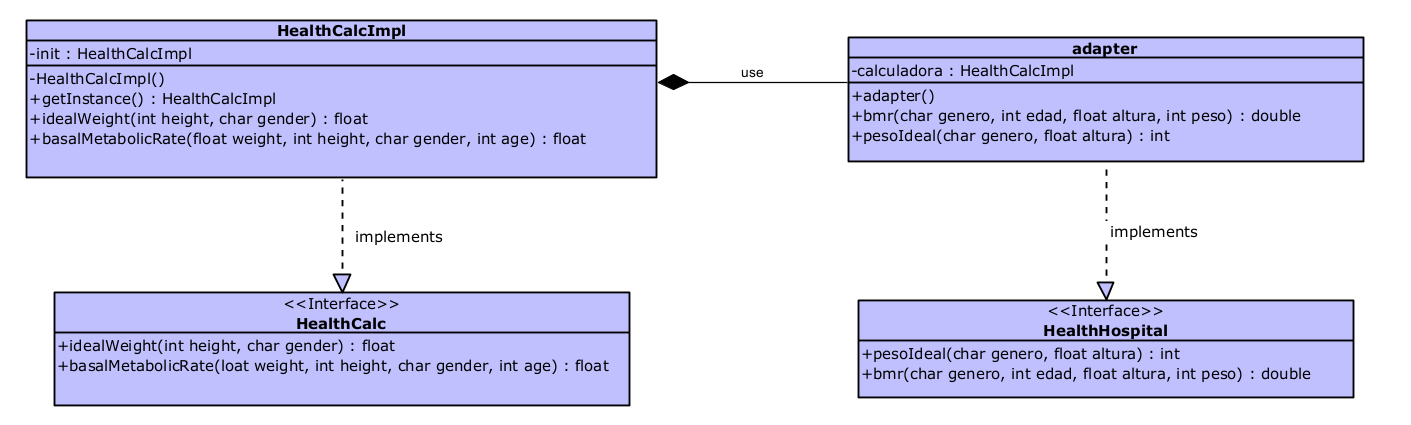 HealthCalcImpl
-init : HealthCalcImpl
-HealthCalcImpl()
+getInstance() : HealthCalcImpl
+idealWeight(int height, char gender) : float
+basalMetabolicRate(float weight, int height, char gender, int age) : float
use
adapter
-calculadora : HealthCalcImpl
+adapter()
+bmr(char genero, int edad, float altura, int peso) : double
+pesoIdeal(char genero, float altura) : int
implements
implements
<<Interface>>
HealthCalc
+idealWeight(int height, char gender) : float
+basalMetabolicRate(loat weight, int height, char gender, int age) : float
<<Interface>>
HealthHospital
+pesoIdeal(char genero, float altura) : int
+bmr(char genero, int edad, float altura, int peso) : double